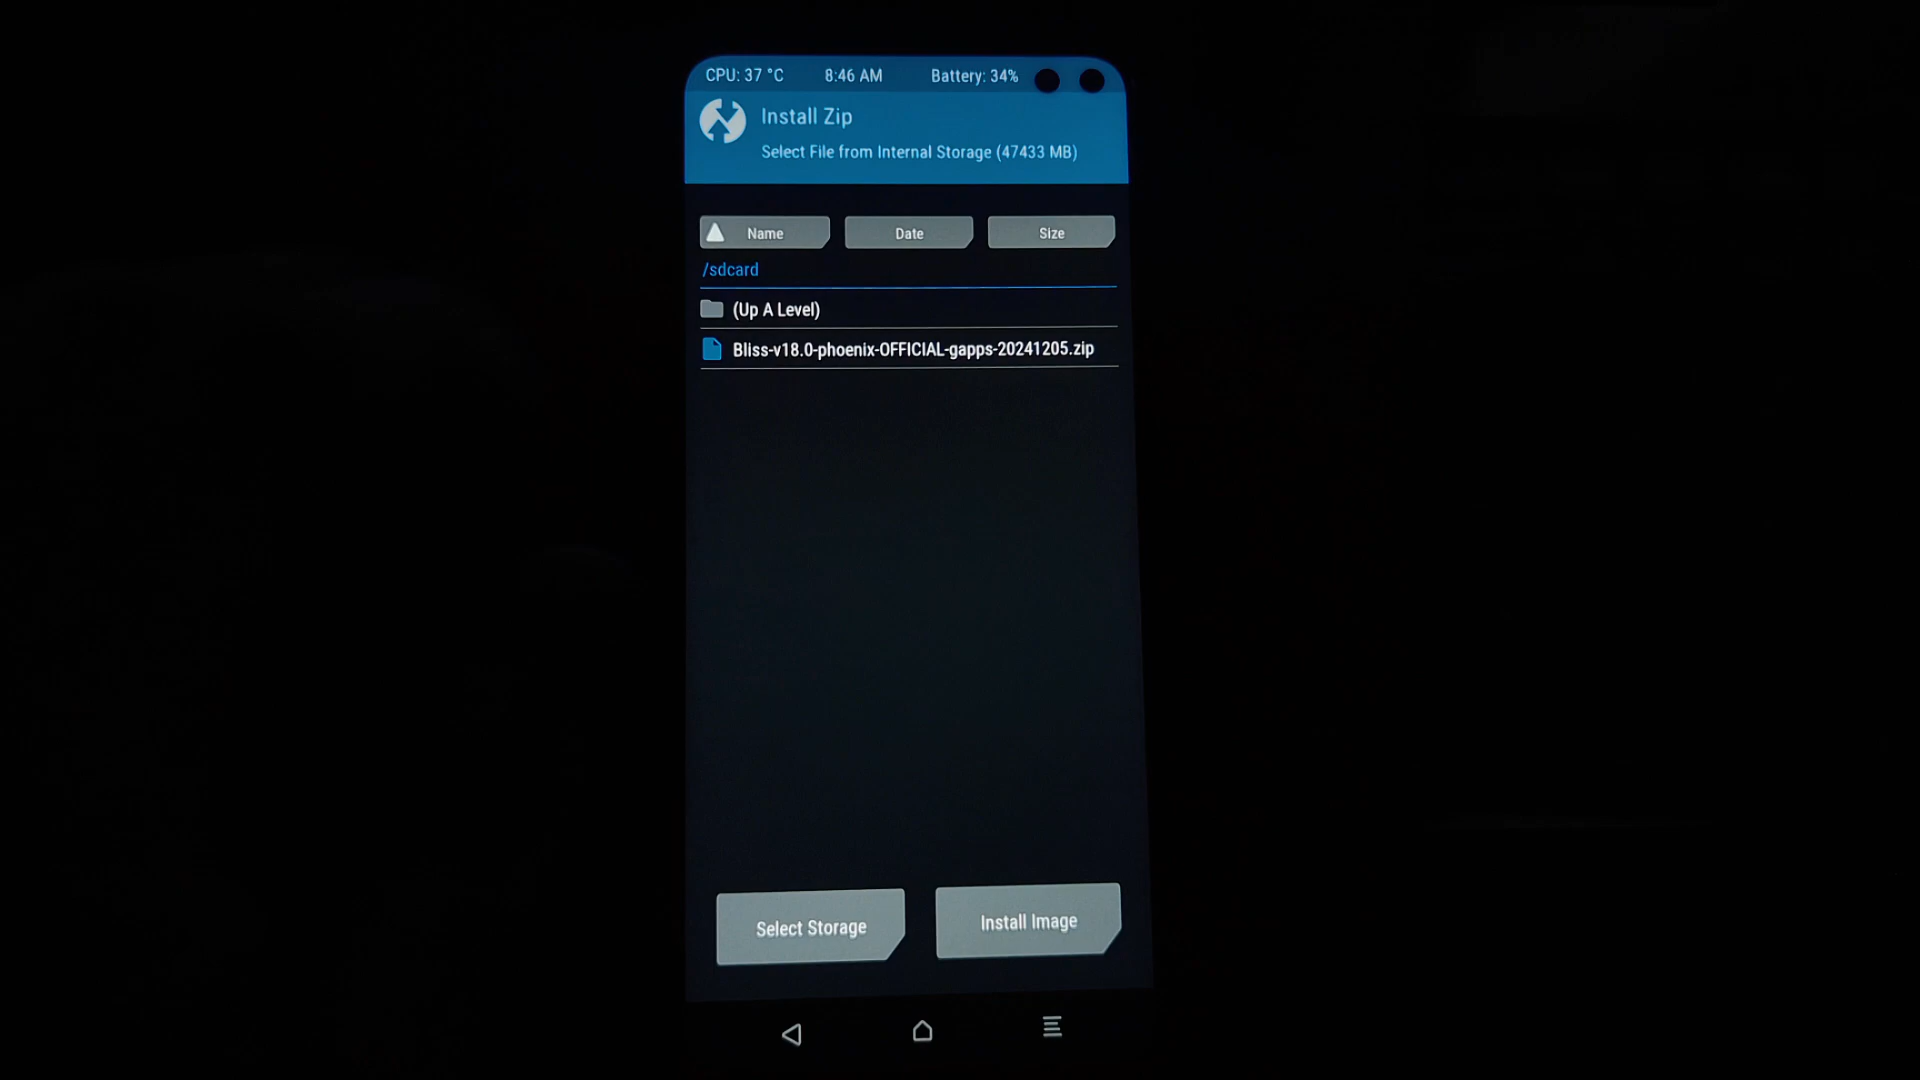 CPU: 37 °C 8:46 AM Battery: 34%
Install Zip
Select File from Internal Storage (47433 MB)
Name Date Size
/sdcard
(Up A Level)
Bliss-v18.0-phoenix-OFFICIAL-gapps-20241205.zip
Select Storage Install Image